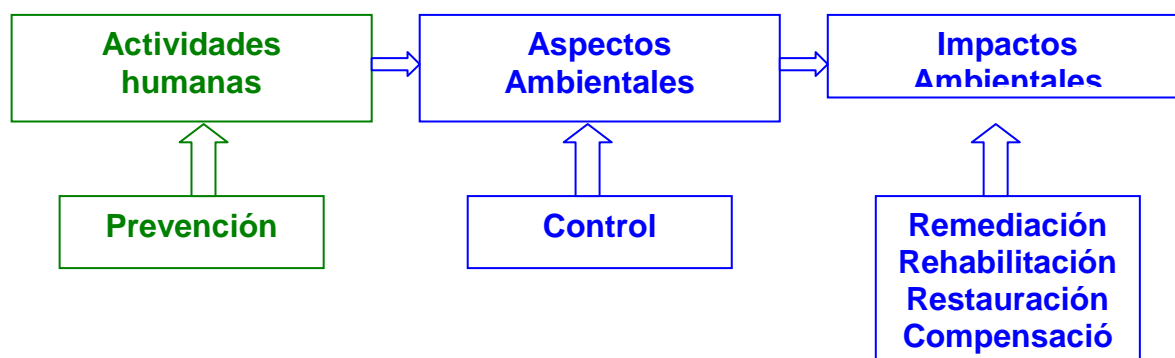 Actividades
humanas
Aspectos
Ambientales
Impactos
Ambientales
Prevención
Control
Remediación
Rehabilitación
Restauración
Compensació